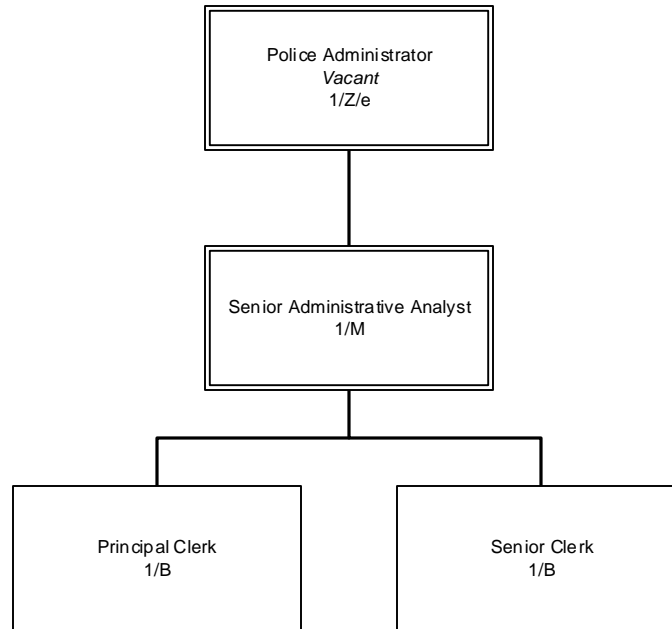 Police Administrator
Vacant
1/Z/e
Senior Administrative Analyst
1/M
Principal Clerk
1/B
Senior Clerk
1/B